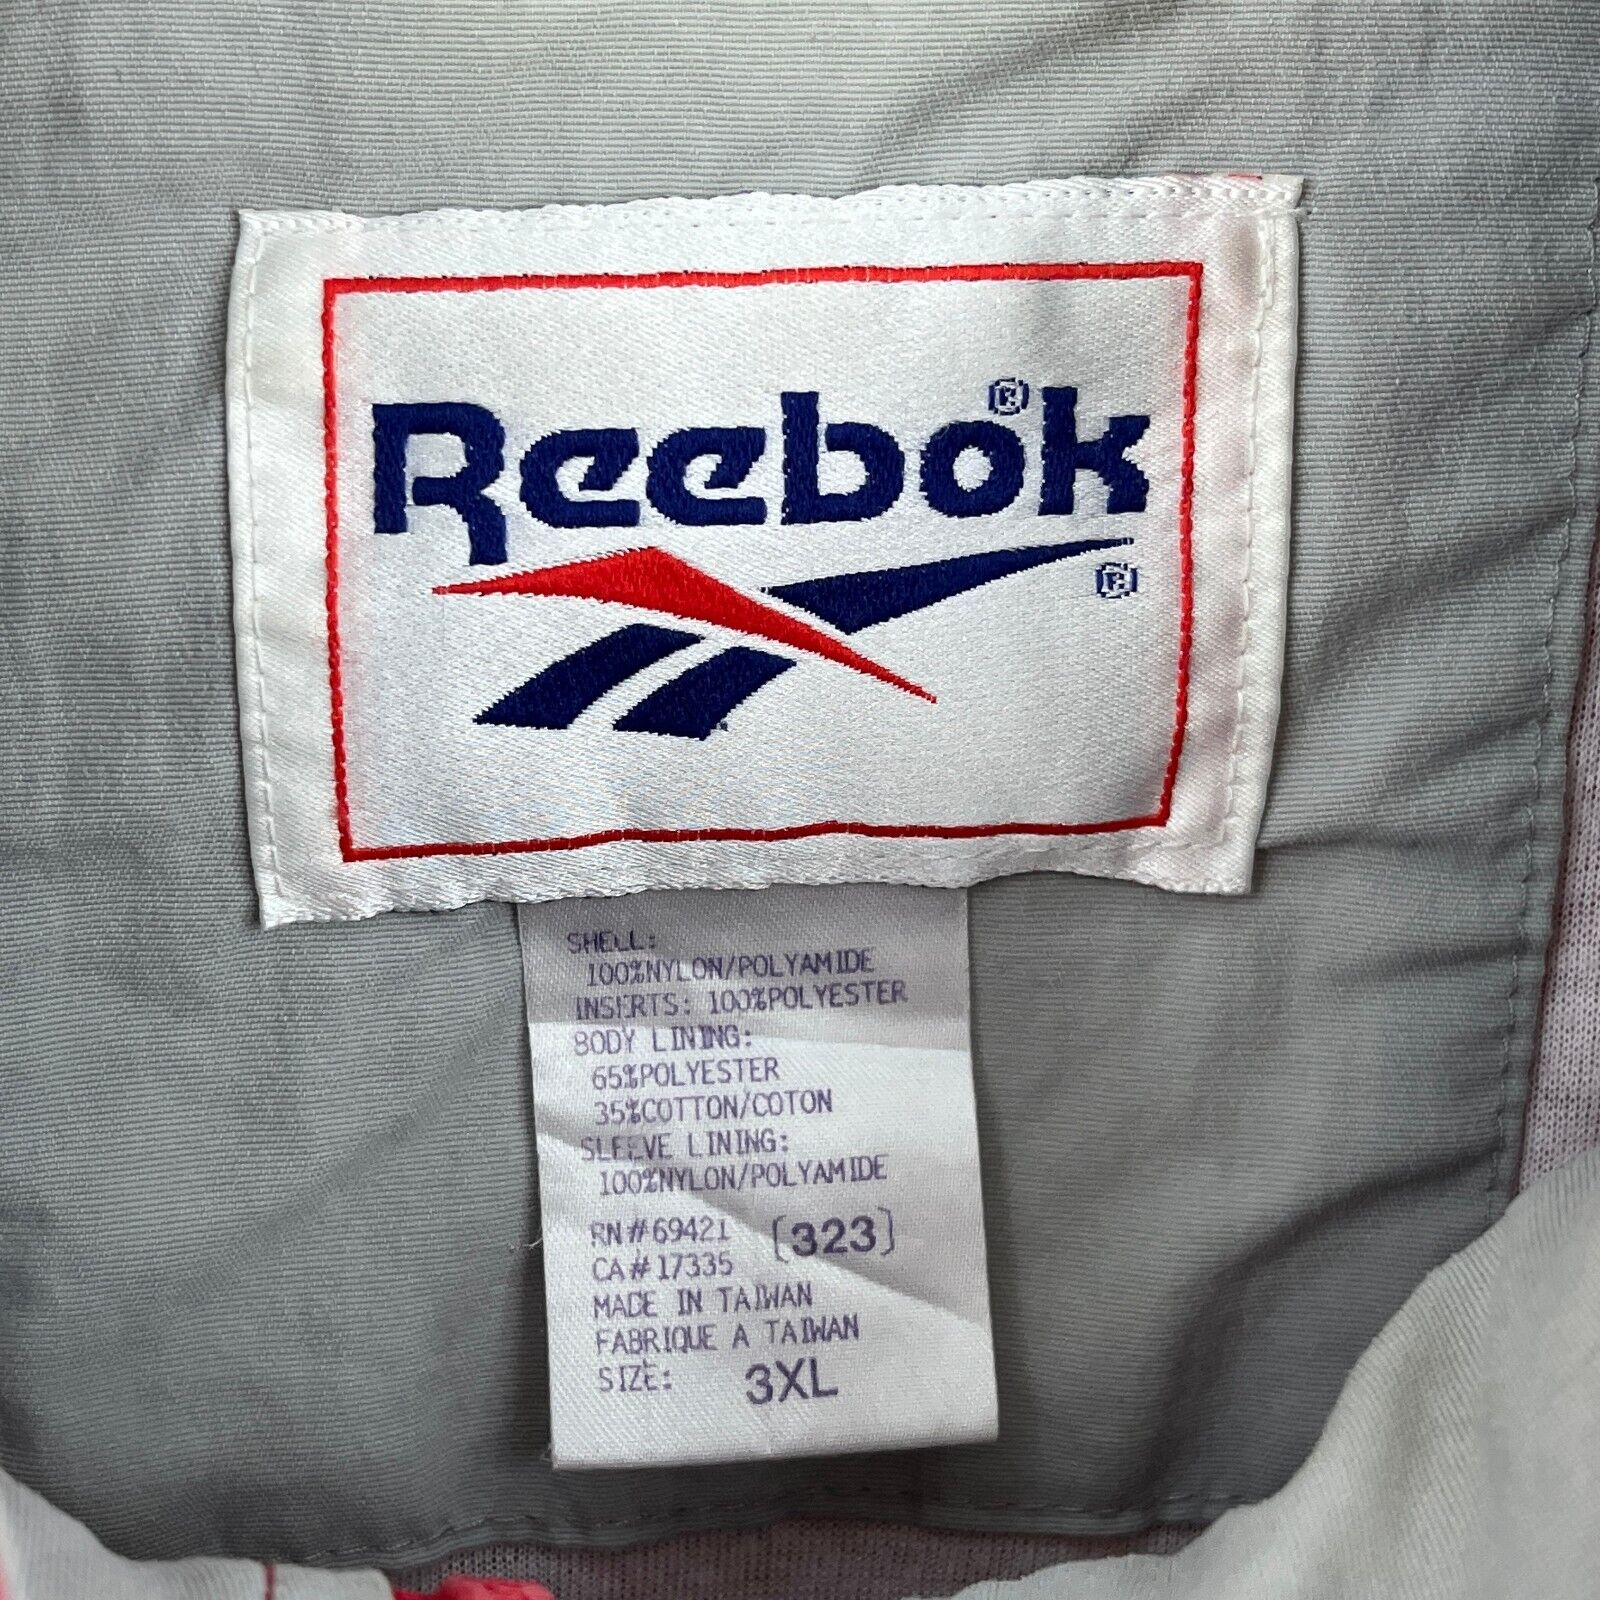 Reebok®
®
SHELL:
100%NYLON/POLYAMIDE
INSERTS: 100%POLYESTER
BODY LINING:
65%POLYESTER
35%COTTON/COTON
SLEEVE LINING:
100%NYLON/POLYAMIDE
RN#69421 [323]
CA#17335
MADE IN TAIWAN
FABRIQUE A TAIWAN
SIZE: 3XL